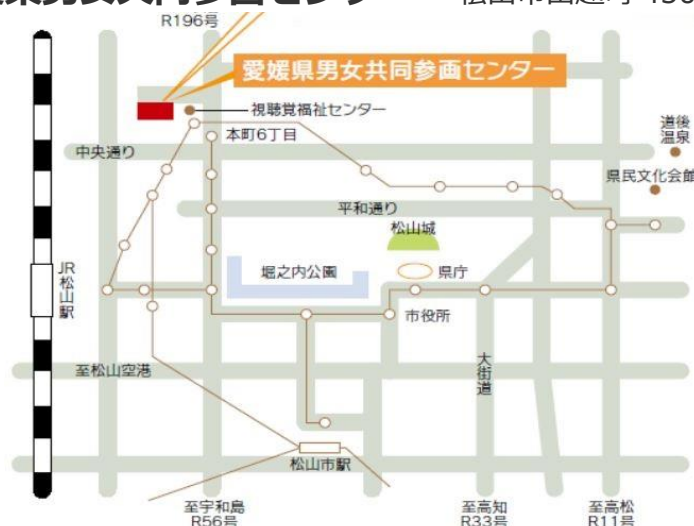 R196号
愛媛県男女共同参画センター
視聴覚福祉センター
本町6丁目
道後
温泉
中央通り
県民文化会館
平和通り
松山城
JR
松山駅
堀之内公園
県庁
市役所
至松山空港
大街道
松山市駅
至宇和島
R56号
至高知
R33号
至高松
R11号